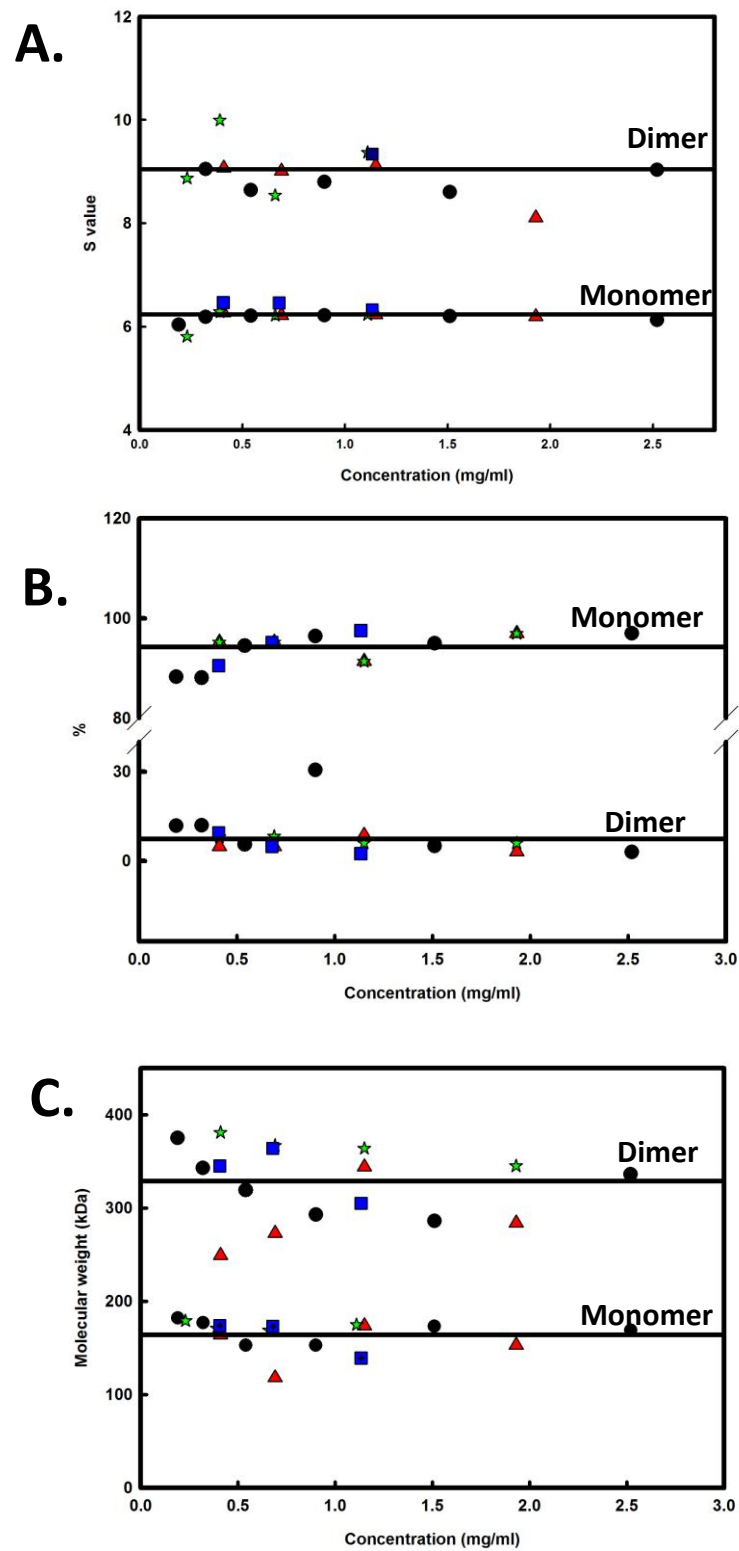 A.
12
10
8
6
4
S value
Dimer
Monomer
0.0 0.5 1.0 1.5 2.0 2.5
Concentration (mg/ml)
B.
120
100
80
30
0
%
Monomer
Dimer
0.0 0.5 1.0 1.5 2.0 2.5 3.0
Concentration (mg/ml)
C.
400
300
200
100
0
Molecular weight (kDa)
Dimer
Monomer
0.0 0.5 1.0 1.5 2.0 2.5 3.0
Concentration (mg/ml)